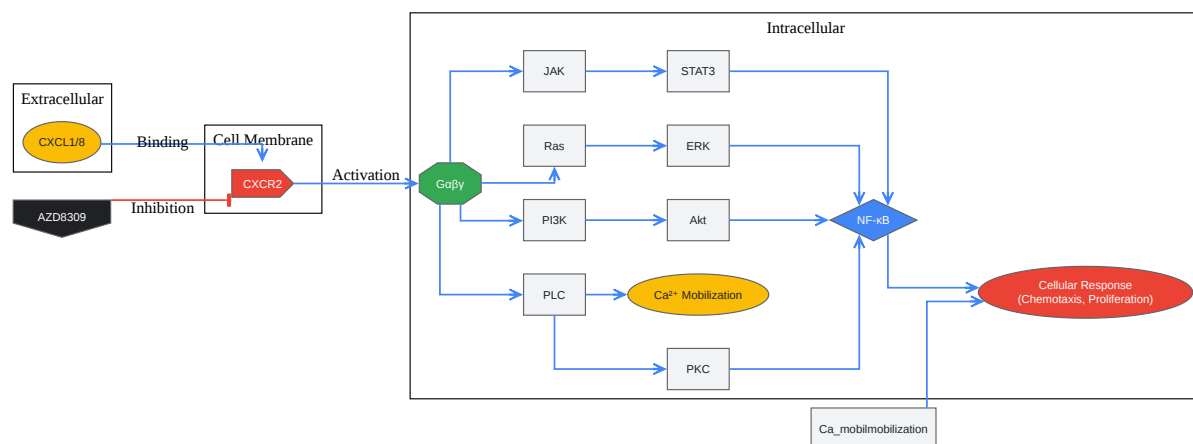 Intracellular
JAK
STAT3
Extracellular
CXCL1/8
Binding
Cell Membrane
Ras
ERK
CXCR2
Activation
Gαβγ
Inhibition
AZD8309
PI3K
Akt
NF-κB
PLC
Ca²⁺ Mobilization
Cellular Response
(Chemotaxis, Proliferation)
PKC
Ca_mobilmobilization